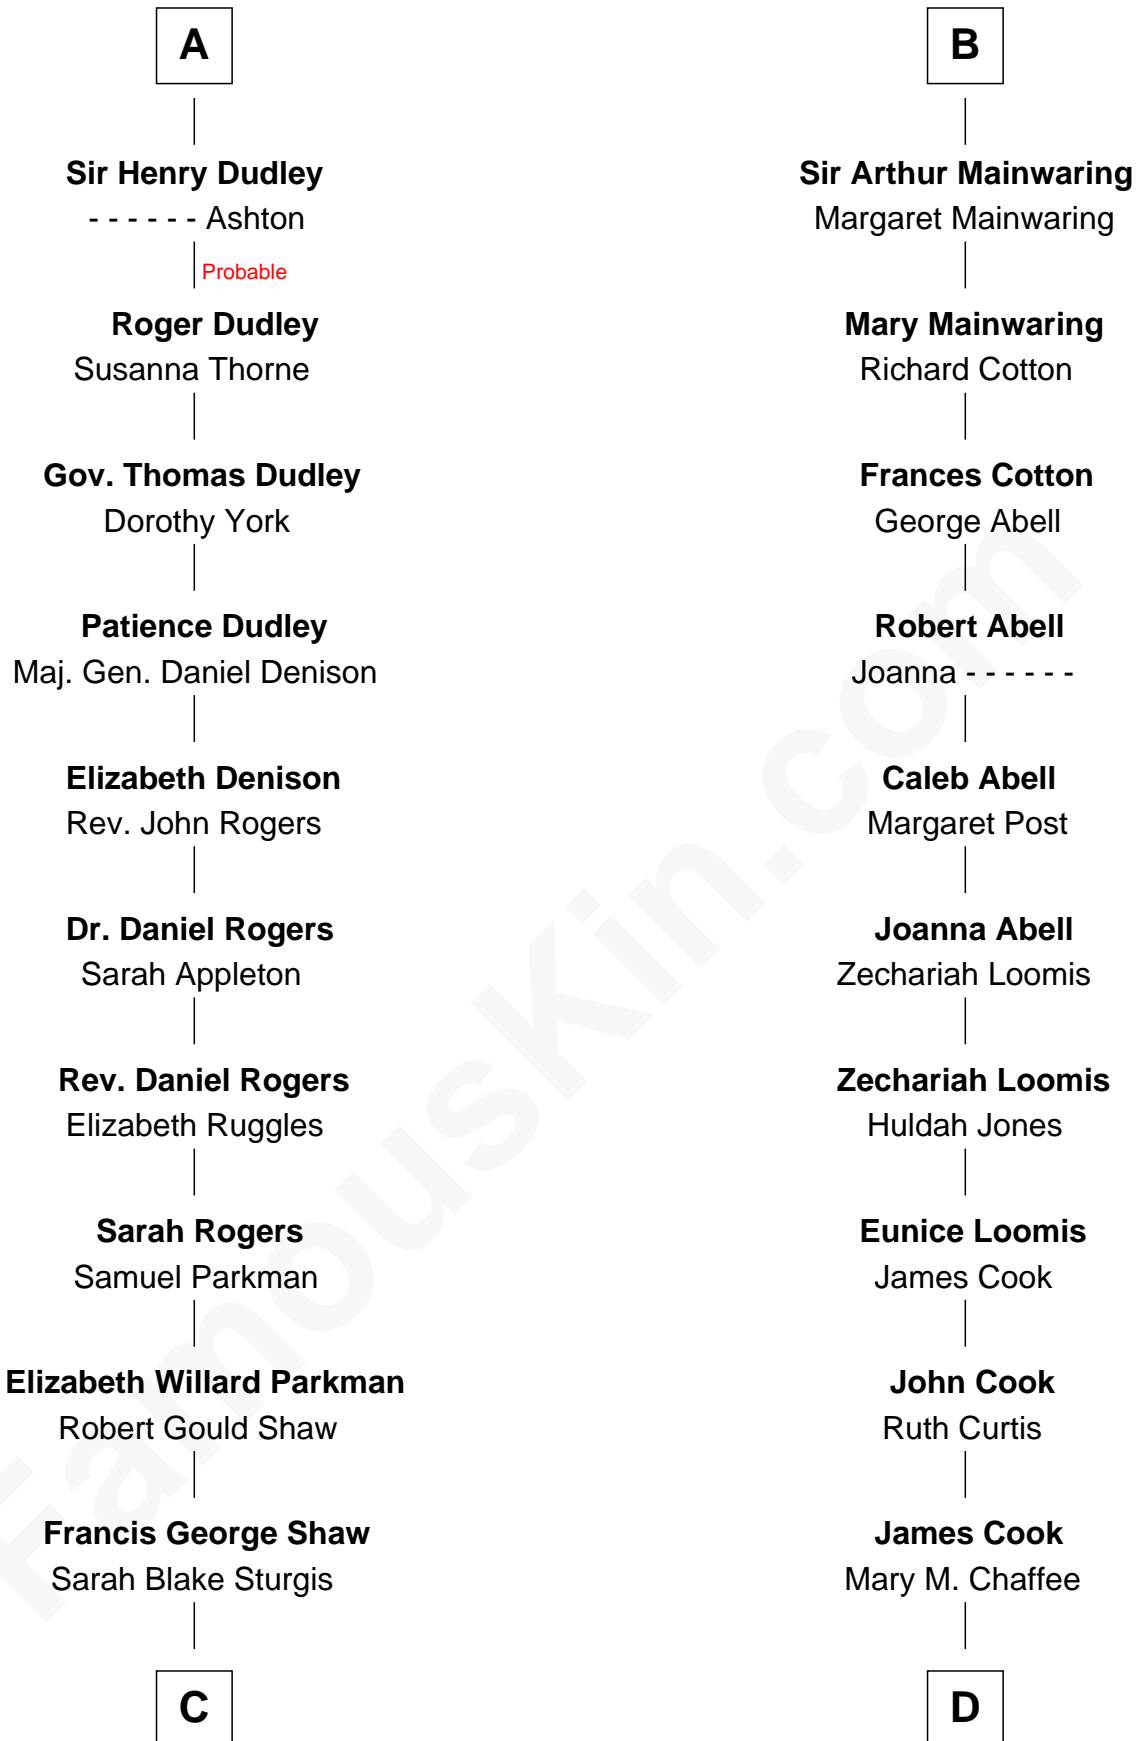 A
Sir Henry Dudley
- - - - - - Ashton
Probable
Roger Dudley
Susanna Thorne
Gov. Thomas Dudley
Dorothy York
Patience Dudley
Maj. Gen. Daniel Denison
Elizabeth Denison
Rev. John Rogers
Dr. Daniel Rogers
Sarah Appleton
Rev. Daniel Rogers
Elizabeth Ruggles
Sarah Rogers
Samuel Parkman
Elizabeth Willard Parkman
Robert Gould Shaw
Francis George Shaw
Sarah Blake Sturgis
C
B
Sir Arthur Mainwaring
Margaret Mainwaring
Mary Mainwaring
Richard Cotton
Frances Cotton
George Abell
Robert Abell
Joanna - - - - - -
Caleb Abell
Margaret Post
Joanna Abell
Zechariah Loomis
Zechariah Loomis
Huldah Jones
Eunice Loomis
James Cook
John Cook
Ruth Curtis
James Cook
Mary M. Chaffee
D
FamousKin.com